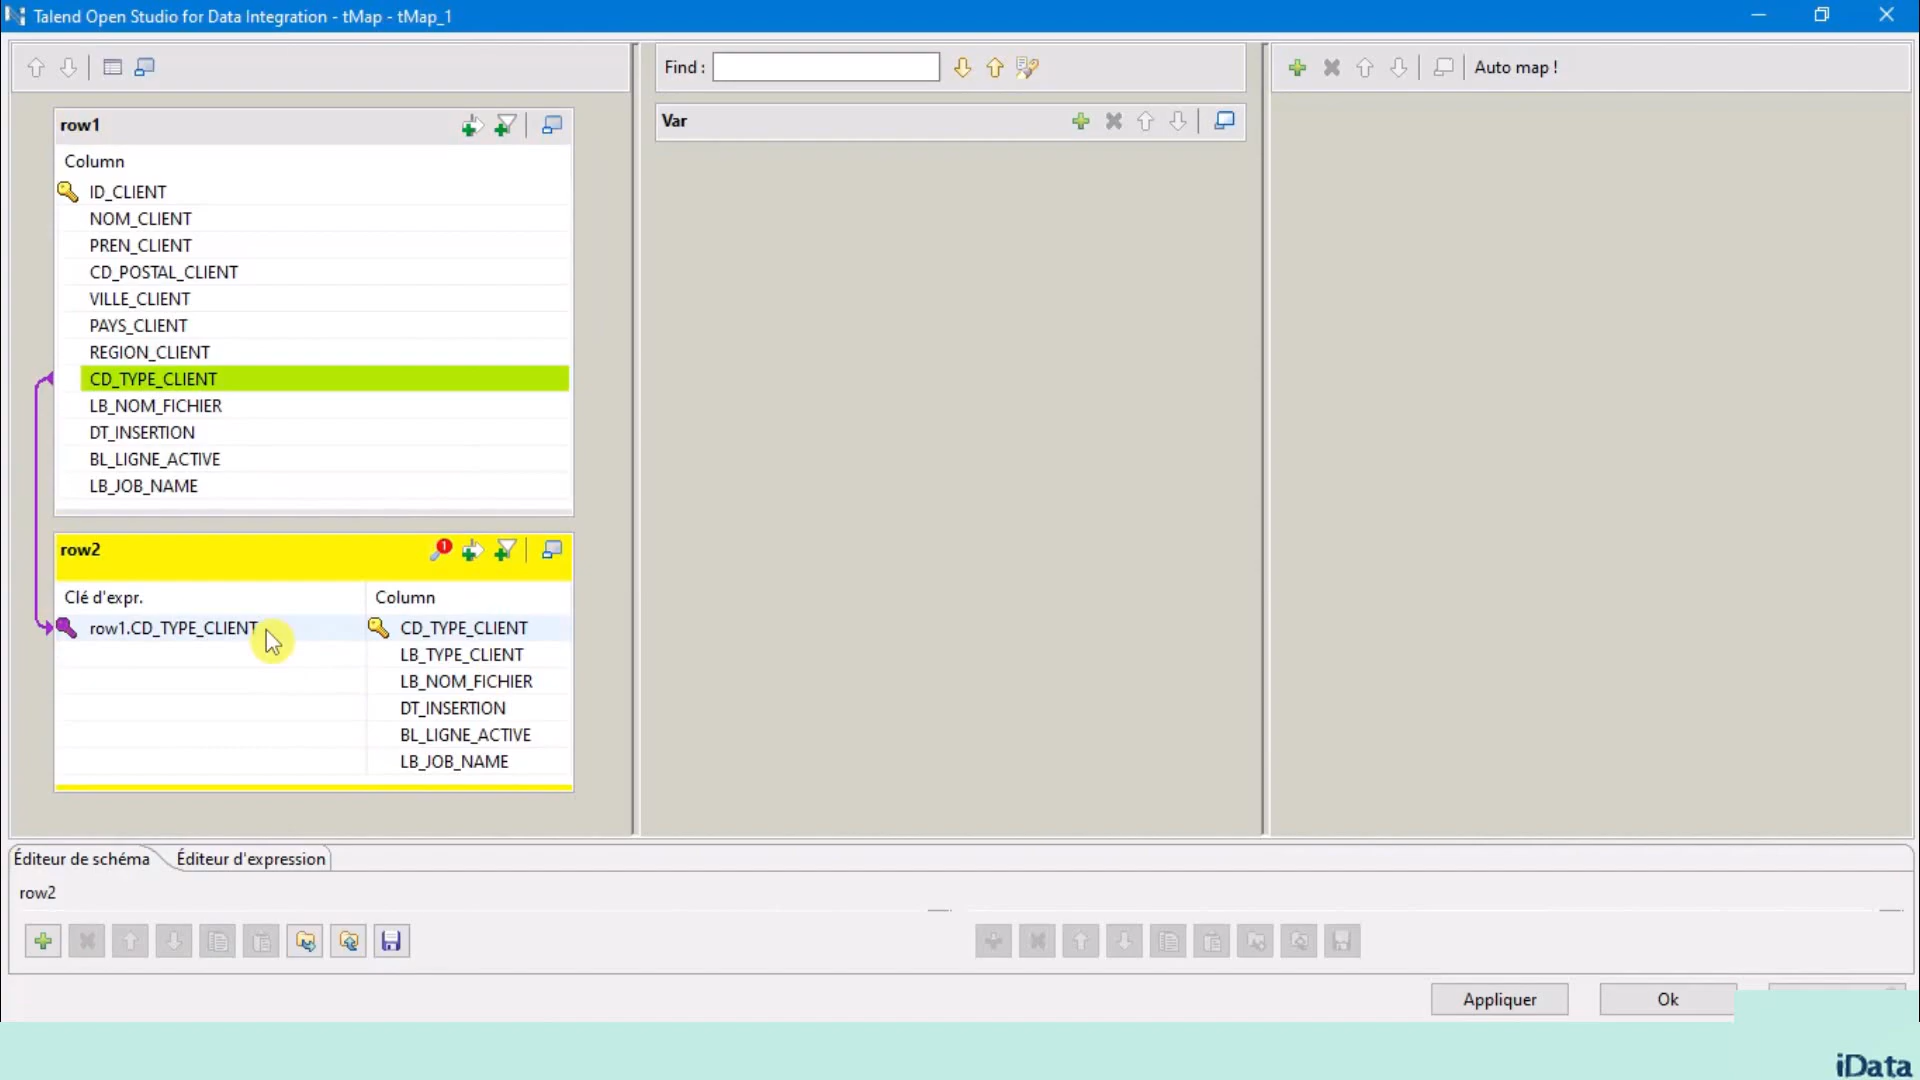 Talend Open Studio for Data Integration - tMap - tMap_1
Find :
Auto map !
row1
Column
ID_CLIENT
NOM_CLIENT
PREN_CLIENT
CD_POSTAL_CLIENT
VILLE_CLIENT
PAYS_CLIENT
REGION_CLIENT
CD_TYPE_CLIENT
LB_NOM_FICHIER
DT_INSERTION
BL_LIGNE_ACTIVE
LB_JOB_NAME
row2
1
Clé d'expr. Column
row1.CD_TYPE_CLIENT CD_TYPE_CLIENT
LB_TYPE_CLIENT
LB_NOM_FICHIER
DT_INSERTION
BL_LIGNE_ACTIVE
LB_JOB_NAME
Var
Éditeur de schéma Éditeur d'expression
row2
Appliquer Ok
iData